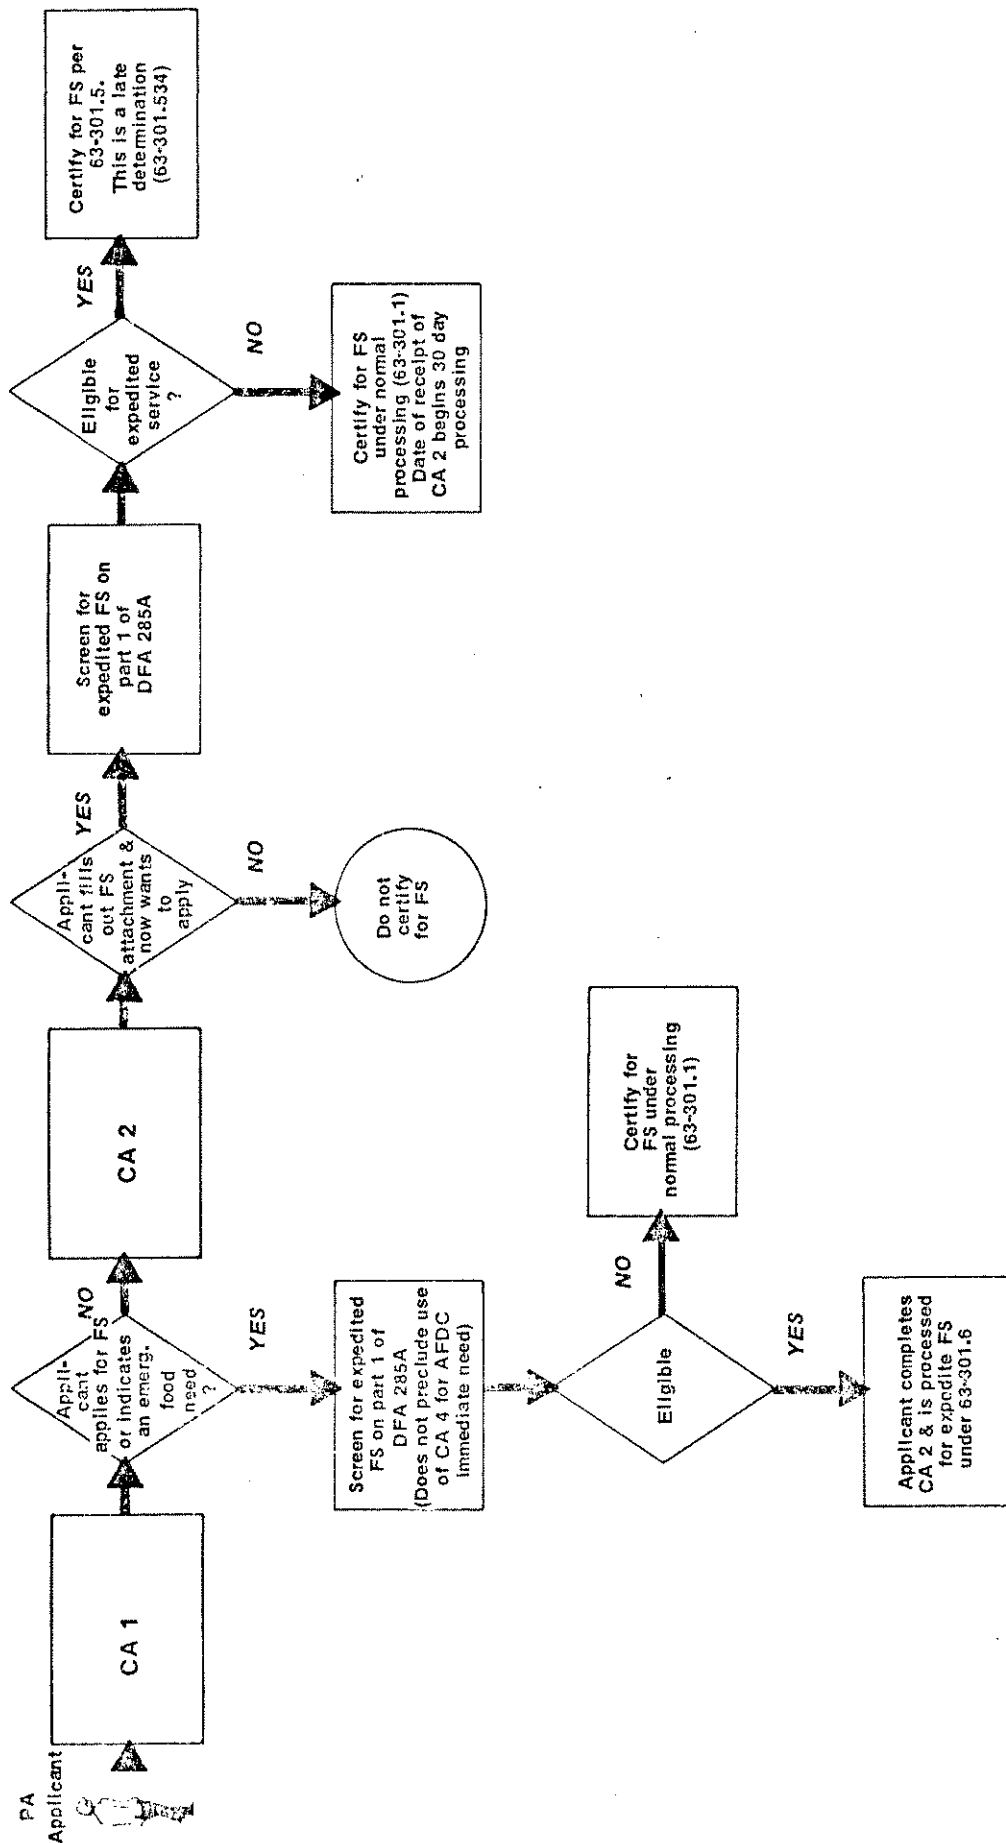 PA
Applicant
CA 1
Appli-
cant
applies for FS
or indicates
an emerg.
food
need
?
NO
YES
CA 2
Appli-
cant fills
out FS
attachment &
now wants
to
apply
YES
NO
Screen for
expedited FS on
part 1 of
DFA 285A
Eligible
for
expedited
service
?
YES
NO
Certify for FS per
63-301.5.
This is a late
detemination
(63-301.534)
Certify for FS
under normal
processing (63-301.1)
Date of receipt of
CA 2 begins 30 day
processing
Do not
certify
for FS
Screen for expedited
FS on part 1 of
DFA 285A
(Does not preclude use
of CA 4 for AFDC
immediate need)
Eligible
NO
YES
Certify for
FS under
normal processing
(63-301.1)
Applicant completes
CA 2 & is processed
for expedite FS
under 63-301.6